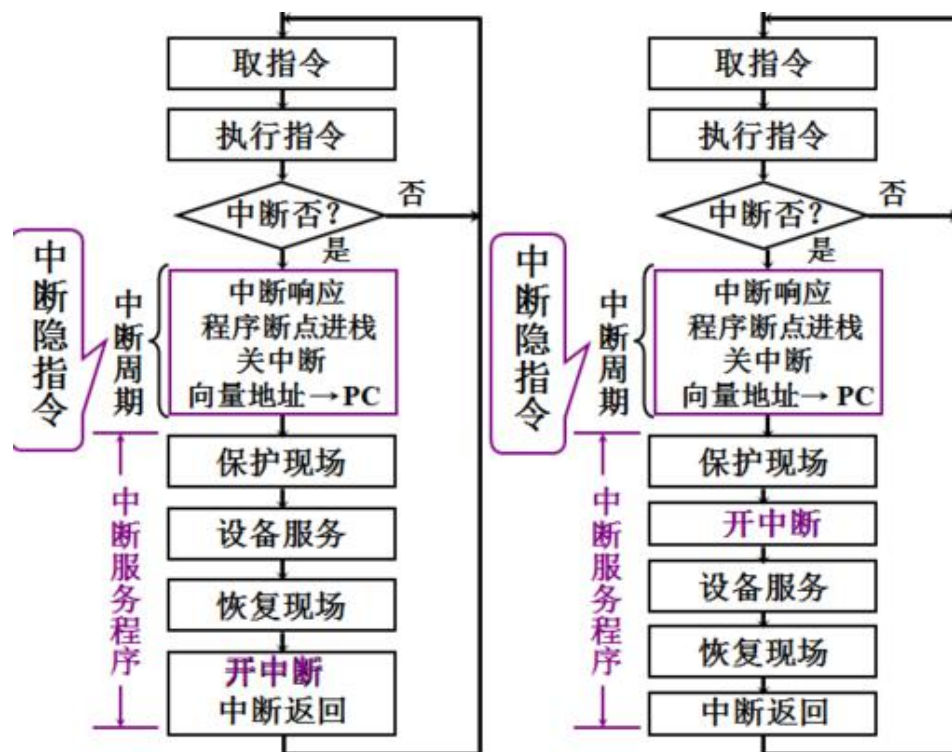 取指令
执行指令
中断否?
否
是
中断隐指令
中断周期
中断响应
程序断点进栈
关中断
向量地址→PC
中断服务程序
保护现场
设备服务
恢复现场
开中断
中断返回
取指令
执行指令
中断否?
否
是
中断隐指令
中断周期
中断响应
程序断点进栈
关中断
向量地址→PC
中断服务程序
保护现场
开中断
设备服务
恢复现场
中断返回